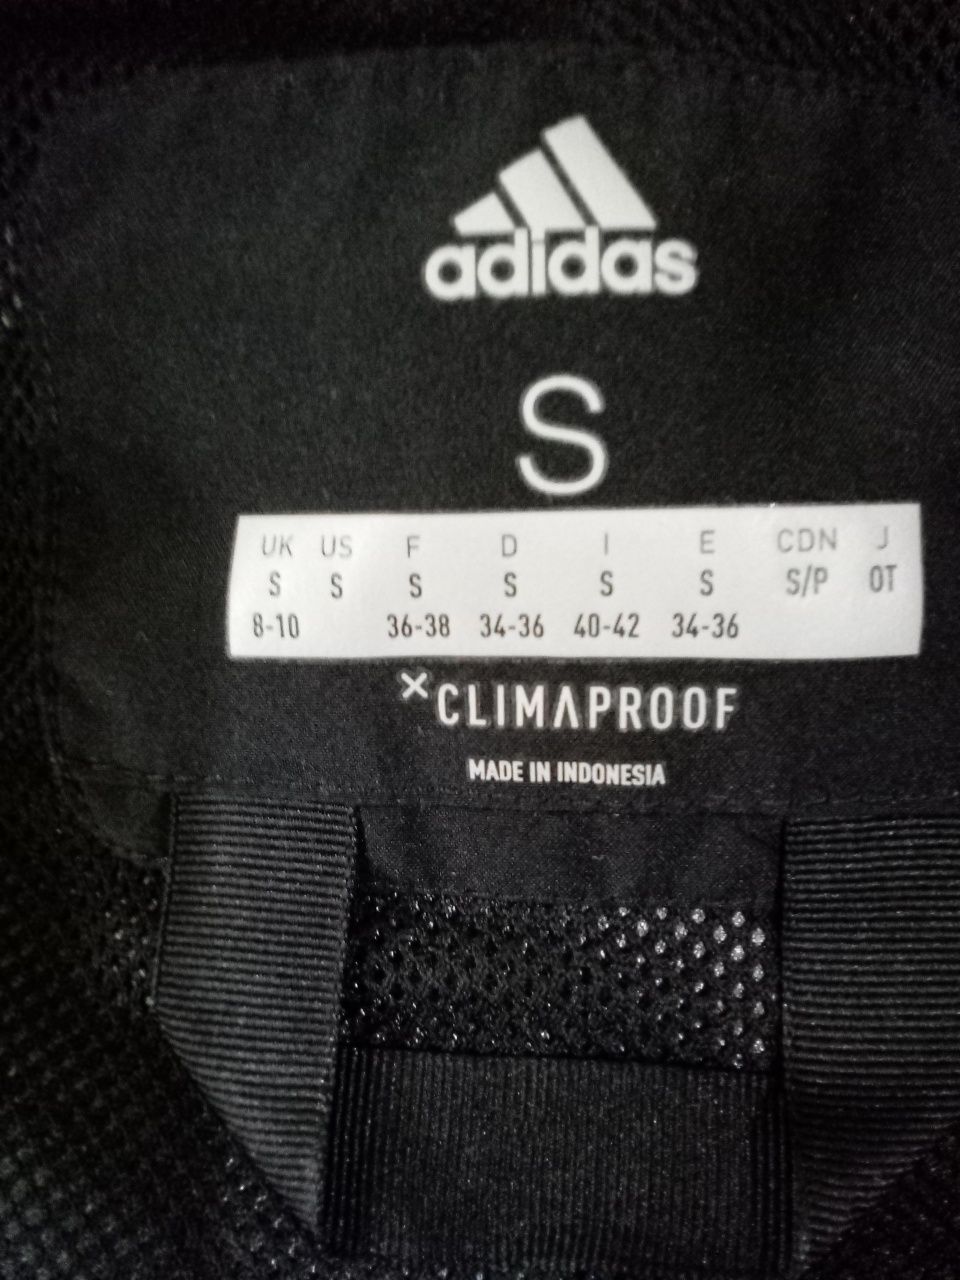 adidas
S
UK US F D I E CDN J
S S S S S S S/P OT
8-10 36-38 34-36 40-42 34-36
CLIMAPROOF
MADE IN INDONESIA